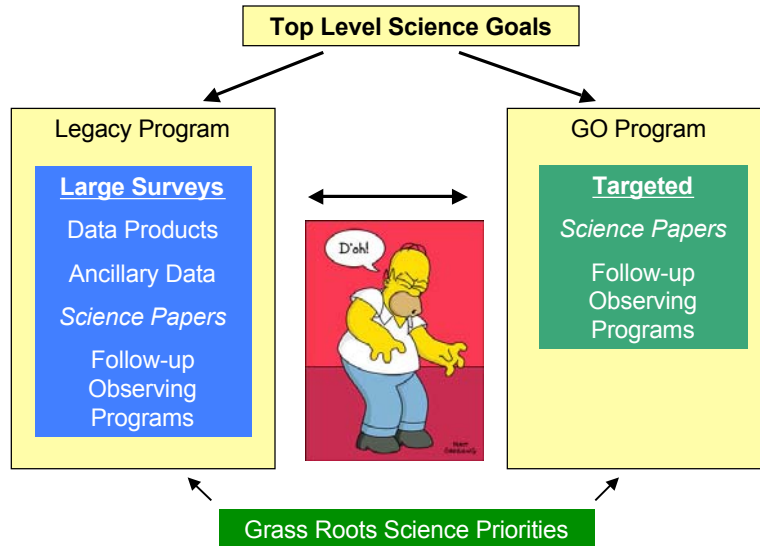 Top Level Science Goals
Legacy Program
Large Surveys
Data Products
Ancillary Data
Science Papers
Follow-up
Observing
Programs
D'oh!
GO Program
Targeted
Science Papers
Follow-up
Observing
Programs
Grass Roots Science Priorities